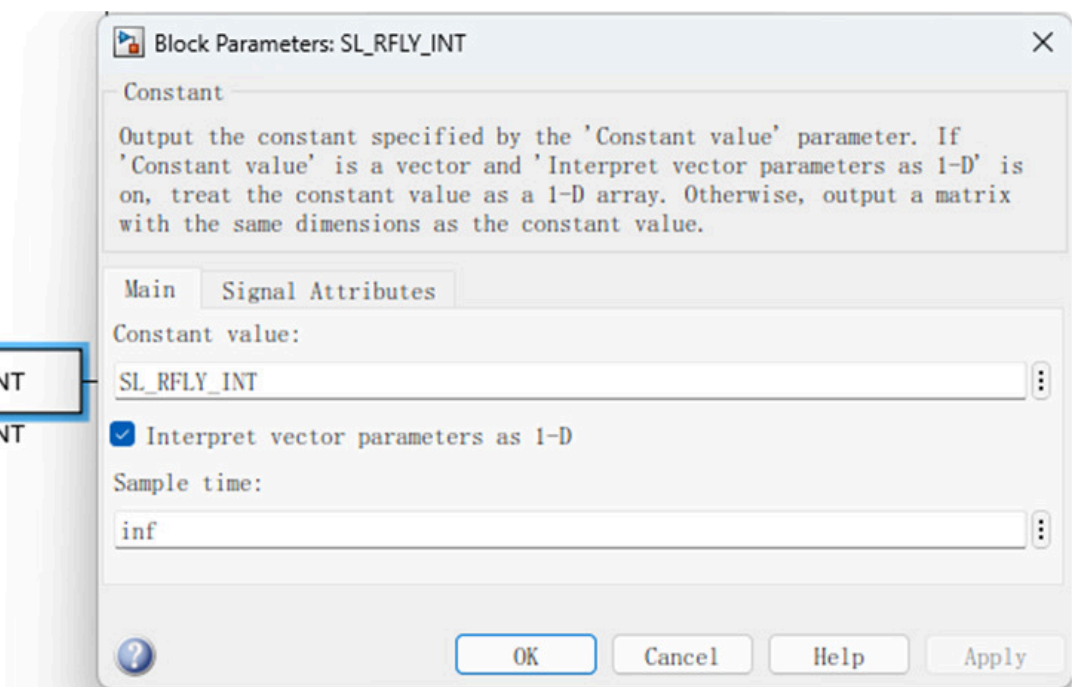 Block Parameters: SL_RFLY_INT
Constant
Output the constant specified by the 'Constant value' parameter. If
'Constant value' is a vector and 'Interpret vector parameters as 1-D' is
on, treat the constant value as a 1-D array. Otherwise, output a matrix
with the same dimensions as the constant value.
Main Signal Attributes
Constant value:
NT
SL_RFLY_INT
NT
Interpret vector parameters as 1-D
Sample time:
inf
OK Cancel Help Apply